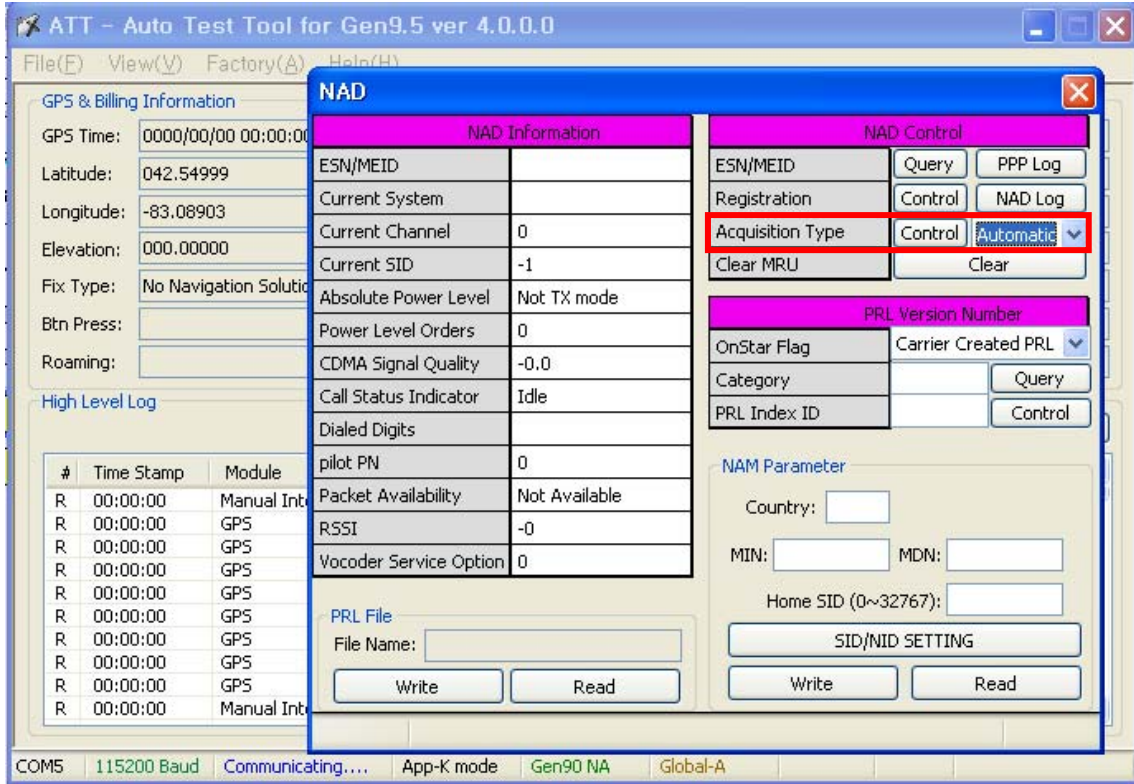 ATT - Auto Test Tool for Gen9.5 ver 4.0.0.0
File(F) View(V) Factory(A) Help(H)
GPS & Billing Information
GPS Time: 0000/00/00 00:00:00
Latitude: 042.54999
Longitude: -83.08903
Elevation: 000.00000
Fix Type: No Navigation Solutio
Btn Press:
Roaming:
High Level Log
# Time Stamp Module
R 00:00:00 Manual Inte
R 00:00:00 GPS
R 00:00:00 GPS
R 00:00:00 GPS
R 00:00:00 GPS
R 00:00:00 GPS
R 00:00:00 GPS
R 00:00:00 GPS
R 00:00:00 GPS
R 00:00:00 Manual Inte
NAD
NAD Information
ESN/MEID
Current System
Current Channel 0
Current SID -1
Absolute Power Level Not TX mode
Power Level Orders 0
CDMA Signal Quality -0.0
Call Status Indicator Idle
Dialed Digits
pilot PN 0
Packet Availability Not Available
RSSI -0
Vocoder Service Option 0
PRL File
File Name:
Write Read
NAD Control
ESN/MEID Query PPP Log
Registration Control NAD Log
Acquisition Type Control Automatic
Clear MRU Clear
PRL Version Number
OnStar Flag Carrier Created PRL
Category Query
PRL Index ID Control
NAM Parameter
Country:
MIN: MDN:
Home SID (0~32767):
SID/NID SETTING
Write Read
COM5 115200 Baud Communicating.... App-K mode Gen90 NA Global-A